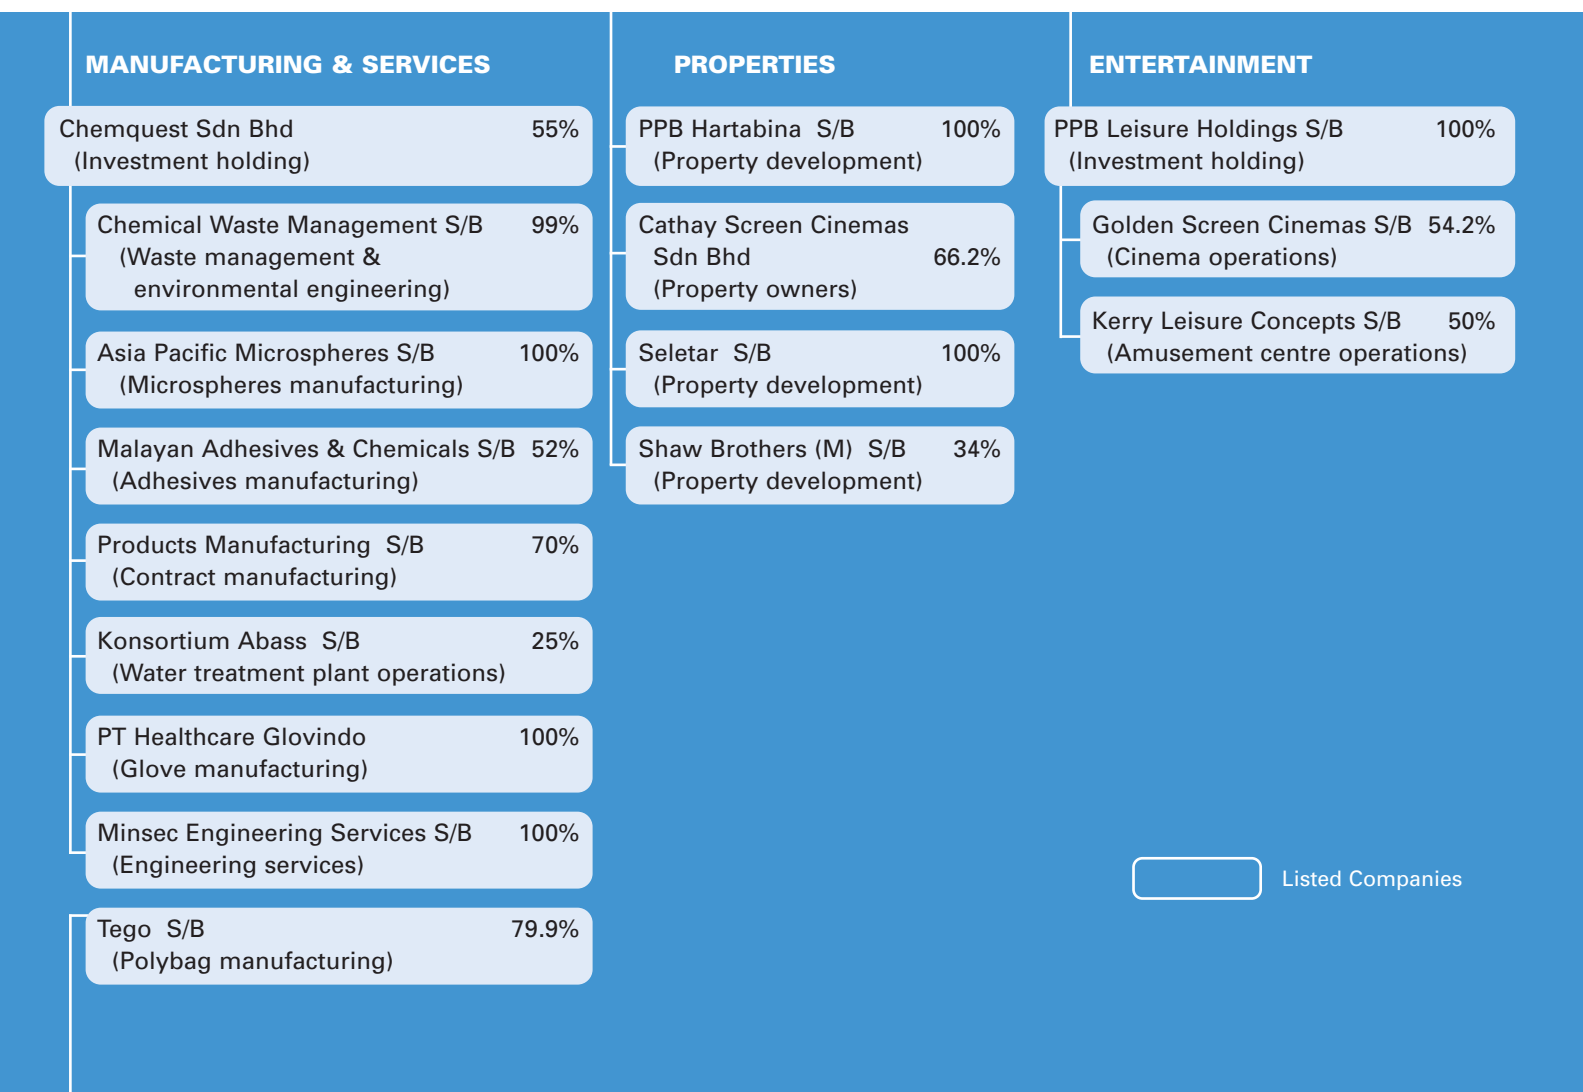 MANUFACTURING & SERVICES
Chemquest Sdn Bhd 55%
(Investment holding)
Chemical Waste Management S/B 99%
(Waste management &
environmental engineering)
Asia Pacific Microspheres S/B 100%
(Microspheres manufacturing)
Malayan Adhesives & Chemicals S/B 52%
(Adhesives manufacturing)
Products Manufacturing S/B 70%
(Contract manufacturing)
Konsortium Abass S/B 25%
(Water treatment plant operations)
PT Healthcare Glovindo 100%
(Glove manufacturing)
Minsec Engineering Services S/B 100%
(Engineering services)
Tego S/B 79.9%
(Polybag manufacturing)
PROPERTIES
PPB Hartabina S/B 100%
(Property development)
Cathay Screen Cinemas
Sdn Bhd 66.2%
(Property owners)
Seletar S/B 100%
(Property development)
Shaw Brothers (M) S/B 34%
(Property development)
ENTERTAINMENT
PPB Leisure Holdings S/B 100%
(Investment holding)
Golden Screen Cinemas S/B 54.2%
(Cinema operations)
Kerry Leisure Concepts S/B 50%
(Amusement centre operations)
Listed Companies